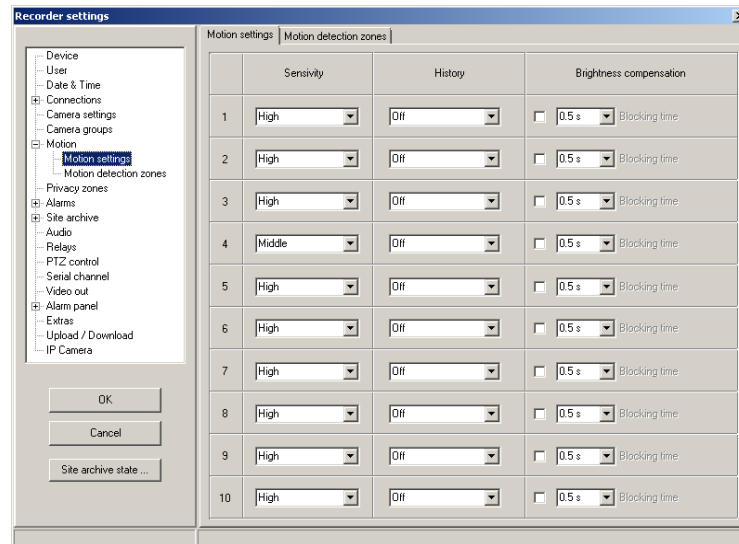 Recorder settings
Device
User
Date & Time
Connections
Camera settings
Camera groups
Motion
Motion settings
Motion detection zones
Privacy zones
Alarms
Site archive
Audio
Relays
PTZ control
Serial channel
Video out
Alarm panel
Extras
Upload / Download
IP Camera
OK
Cancel
Site archive state ...
Motion settings Motion detection zones
Sensivity History Brightness compensation
1 High Off 0.5 s Blocking time
2 High Off 0.5 s Blocking time
3 High Off 0.5 s Blocking time
4 Middle Off 0.5 s Blocking time
5 High Off 0.5 s Blocking time
6 High Off 0.5 s Blocking time
7 High Off 0.5 s Blocking time
8 High Off 0.5 s Blocking time
9 High Off 0.5 s Blocking time
10 High Off 0.5 s Blocking time